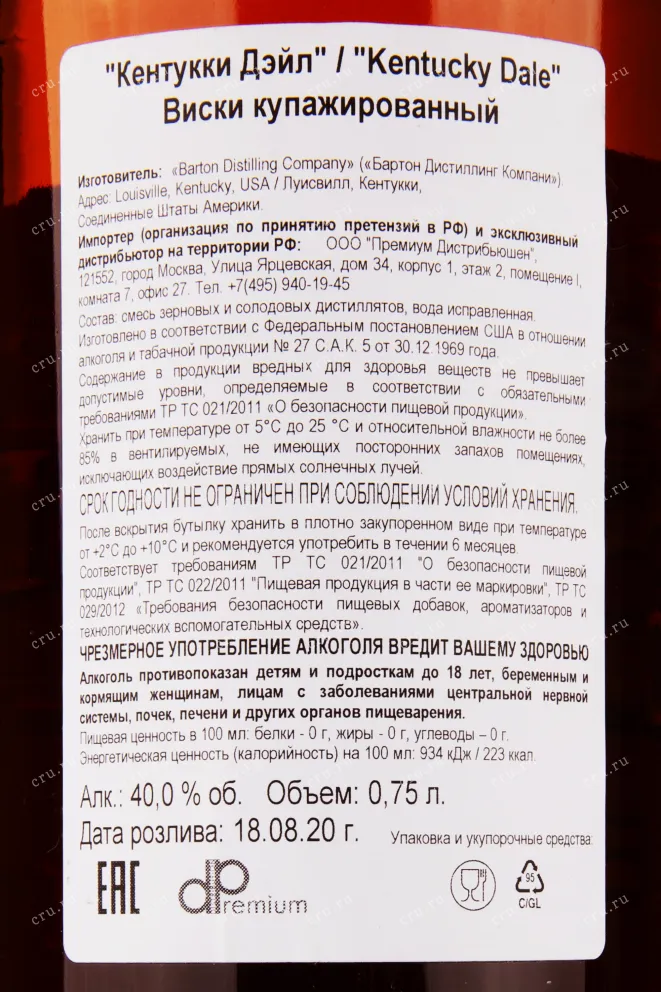 "Кентукки Дэйл" / "Kentucky Dale"
Виски купажированный
Изготовитель: «Barton Distilling Company» («Бартон Дистиллинг Компани»).
Адрес: Louisville, Kentucky, USA / Луисвилл, Кентукки,
Соединенные Штаты Америки.
Импортер (организация по принятию претензий в РФ) и эксклюзивный
дистрибьютор на территории РФ: ООО "Премиум Дистрибьюшен",
121552, город Москва, Улица Ярцевская, дом 34, корпус 1, этаж 2, помещение I,
комната 7, офис 27. Тел. +7(495) 940-19-45
Состав: смесь зерновых и солодовых дистиллятов, вода исправленная.
Изготовлено в соответствии с Федеральным постановлением США в отношении
алкоголя и табачной продукции № 27 C.A.K. 5 от 30.12.1969 года.
Содержание в продукции вредных для здоровья веществ не превышает
допустимые уровни, определяемые в соответствии с обязательными
требованиями ТР ТС 021/2011 «О безопасности пищевой продукции».
Хранить при температуре от 5°С до 25 °С и относительной влажности не более
85% в вентилируемых, не имеющих посторонних запахов помещениях,
исключающих воздействие прямых солнечных лучей.
СРОК ГОДНОСТИ НЕ ОГРАНИЧЕН ПРИ СОБЛЮДЕНИИ УСЛОВИЙ ХРАНЕНИЯ.
После вскрытия бутылку хранить в плотно закупоренном виде при температуре
от +2°С до +10°С и рекомендуется употребить в течении 6 месяцев.
Соответствует требованиям ТР ТС 021/2011 "О безопасности пищевой
продукции", ТР ТС 022/2011 "Пищевая продукция в части ее маркировки", ТР ТС
029/2012 «Требования безопасности пищевых добавок, ароматизаторов и
технологических вспомогательных средств».
ЧРЕЗМЕРНОЕ УПОТРЕБЛЕНИЕ АЛКОГОЛЯ ВРЕДИТ ВАШЕМУ ЗДОРОВЬЮ
Алкоголь противопоказан детям и подросткам до 18 лет, беременным и
кормящим женщинам, лицам с заболеваниями центральной нервной
системы, почек, печени и других органов пищеварения.
Пищевая ценность в 100 мл: белки - 0 г, жиры - 0 г, углеводы – 0 г.
Энергетическая ценность (калорийность) на 100 мл: 934 кДж / 223 ккал.
Алк.: 40,0 % об. Объем: 0,75 л.
Дата розлива: 18.08.20 г. Упаковка и укупорочные средства:
EAC dPremium 95
C/GL